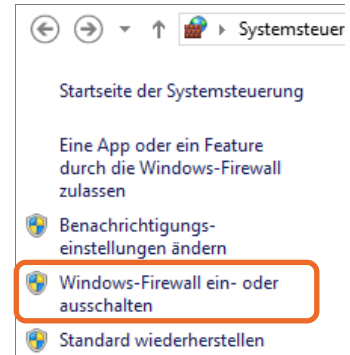 Systemsteuer
Startseite der Systemsteuerung
Eine App oder ein Feature
durch die Windows-Firewall
zulassen
Benachrichtigungs-
einstellungen ändern
Windows-Firewall ein- oder
ausschalten
Standard wiederherstellen